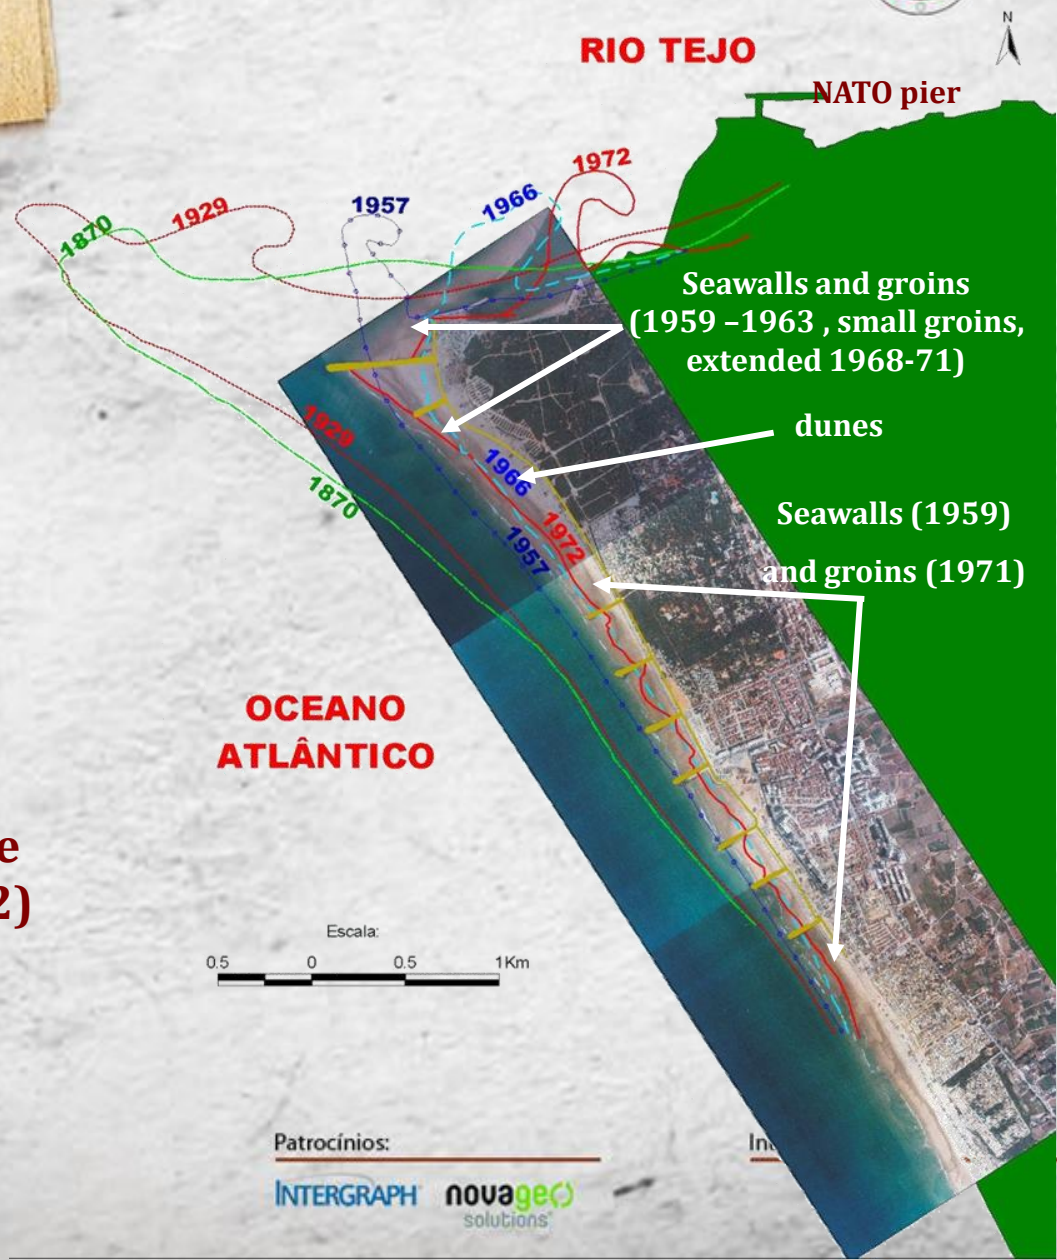 N
RIO TEJO
NATO pier
1972
1966
1957
1929
1870
Seawalls and groins
(1959 –1963 , small groins,
extended 1968-71)
dunes
1929
1966
1870
1972
1957
Seawalls (1959)
and groins (1971)
OCEANO
ATLÂNTICO
e
2)
Escala:
0.5 0 0.5 1Km
Patrocínios:
INTERGRAPH
novageo
solutions